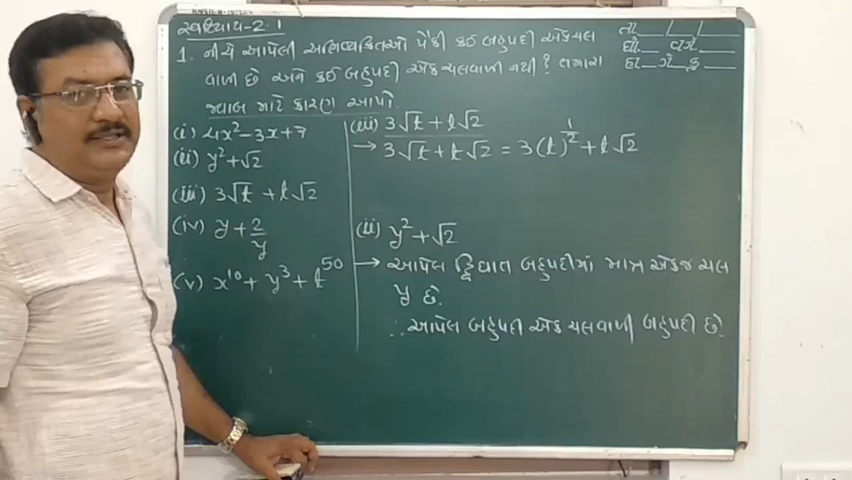 સ્વાધ્યાય-2.1
1. નીચે આપેલી અભિવ્યક્તિઓ પૈકી કઈ બહુપદી એકચલ
વાળી છે અને કઈ બહુપદી એક ચલવાળી નથી? તમારા
જવાબ માટે કારણ આપો.
(i) 4x²-3x+7
(ii) y²+√2
(iii) 3√t + t√2
(iv) y + 2/y
(v) x¹⁰ + y³ + t⁵⁰
(iii) 3√t + t√2
→ 3√t + t√2 = 3(t)^1/2 + t√2
(ii) y² + √2
→ આપેલ દ્વિઘાત બહુપદીમાં માત્ર એકજ ચલ
y છે.
∴ આપેલ બહુપદી એક ચલવાળી બહુપદી છે.
તા / /
ધો. વર્ગ